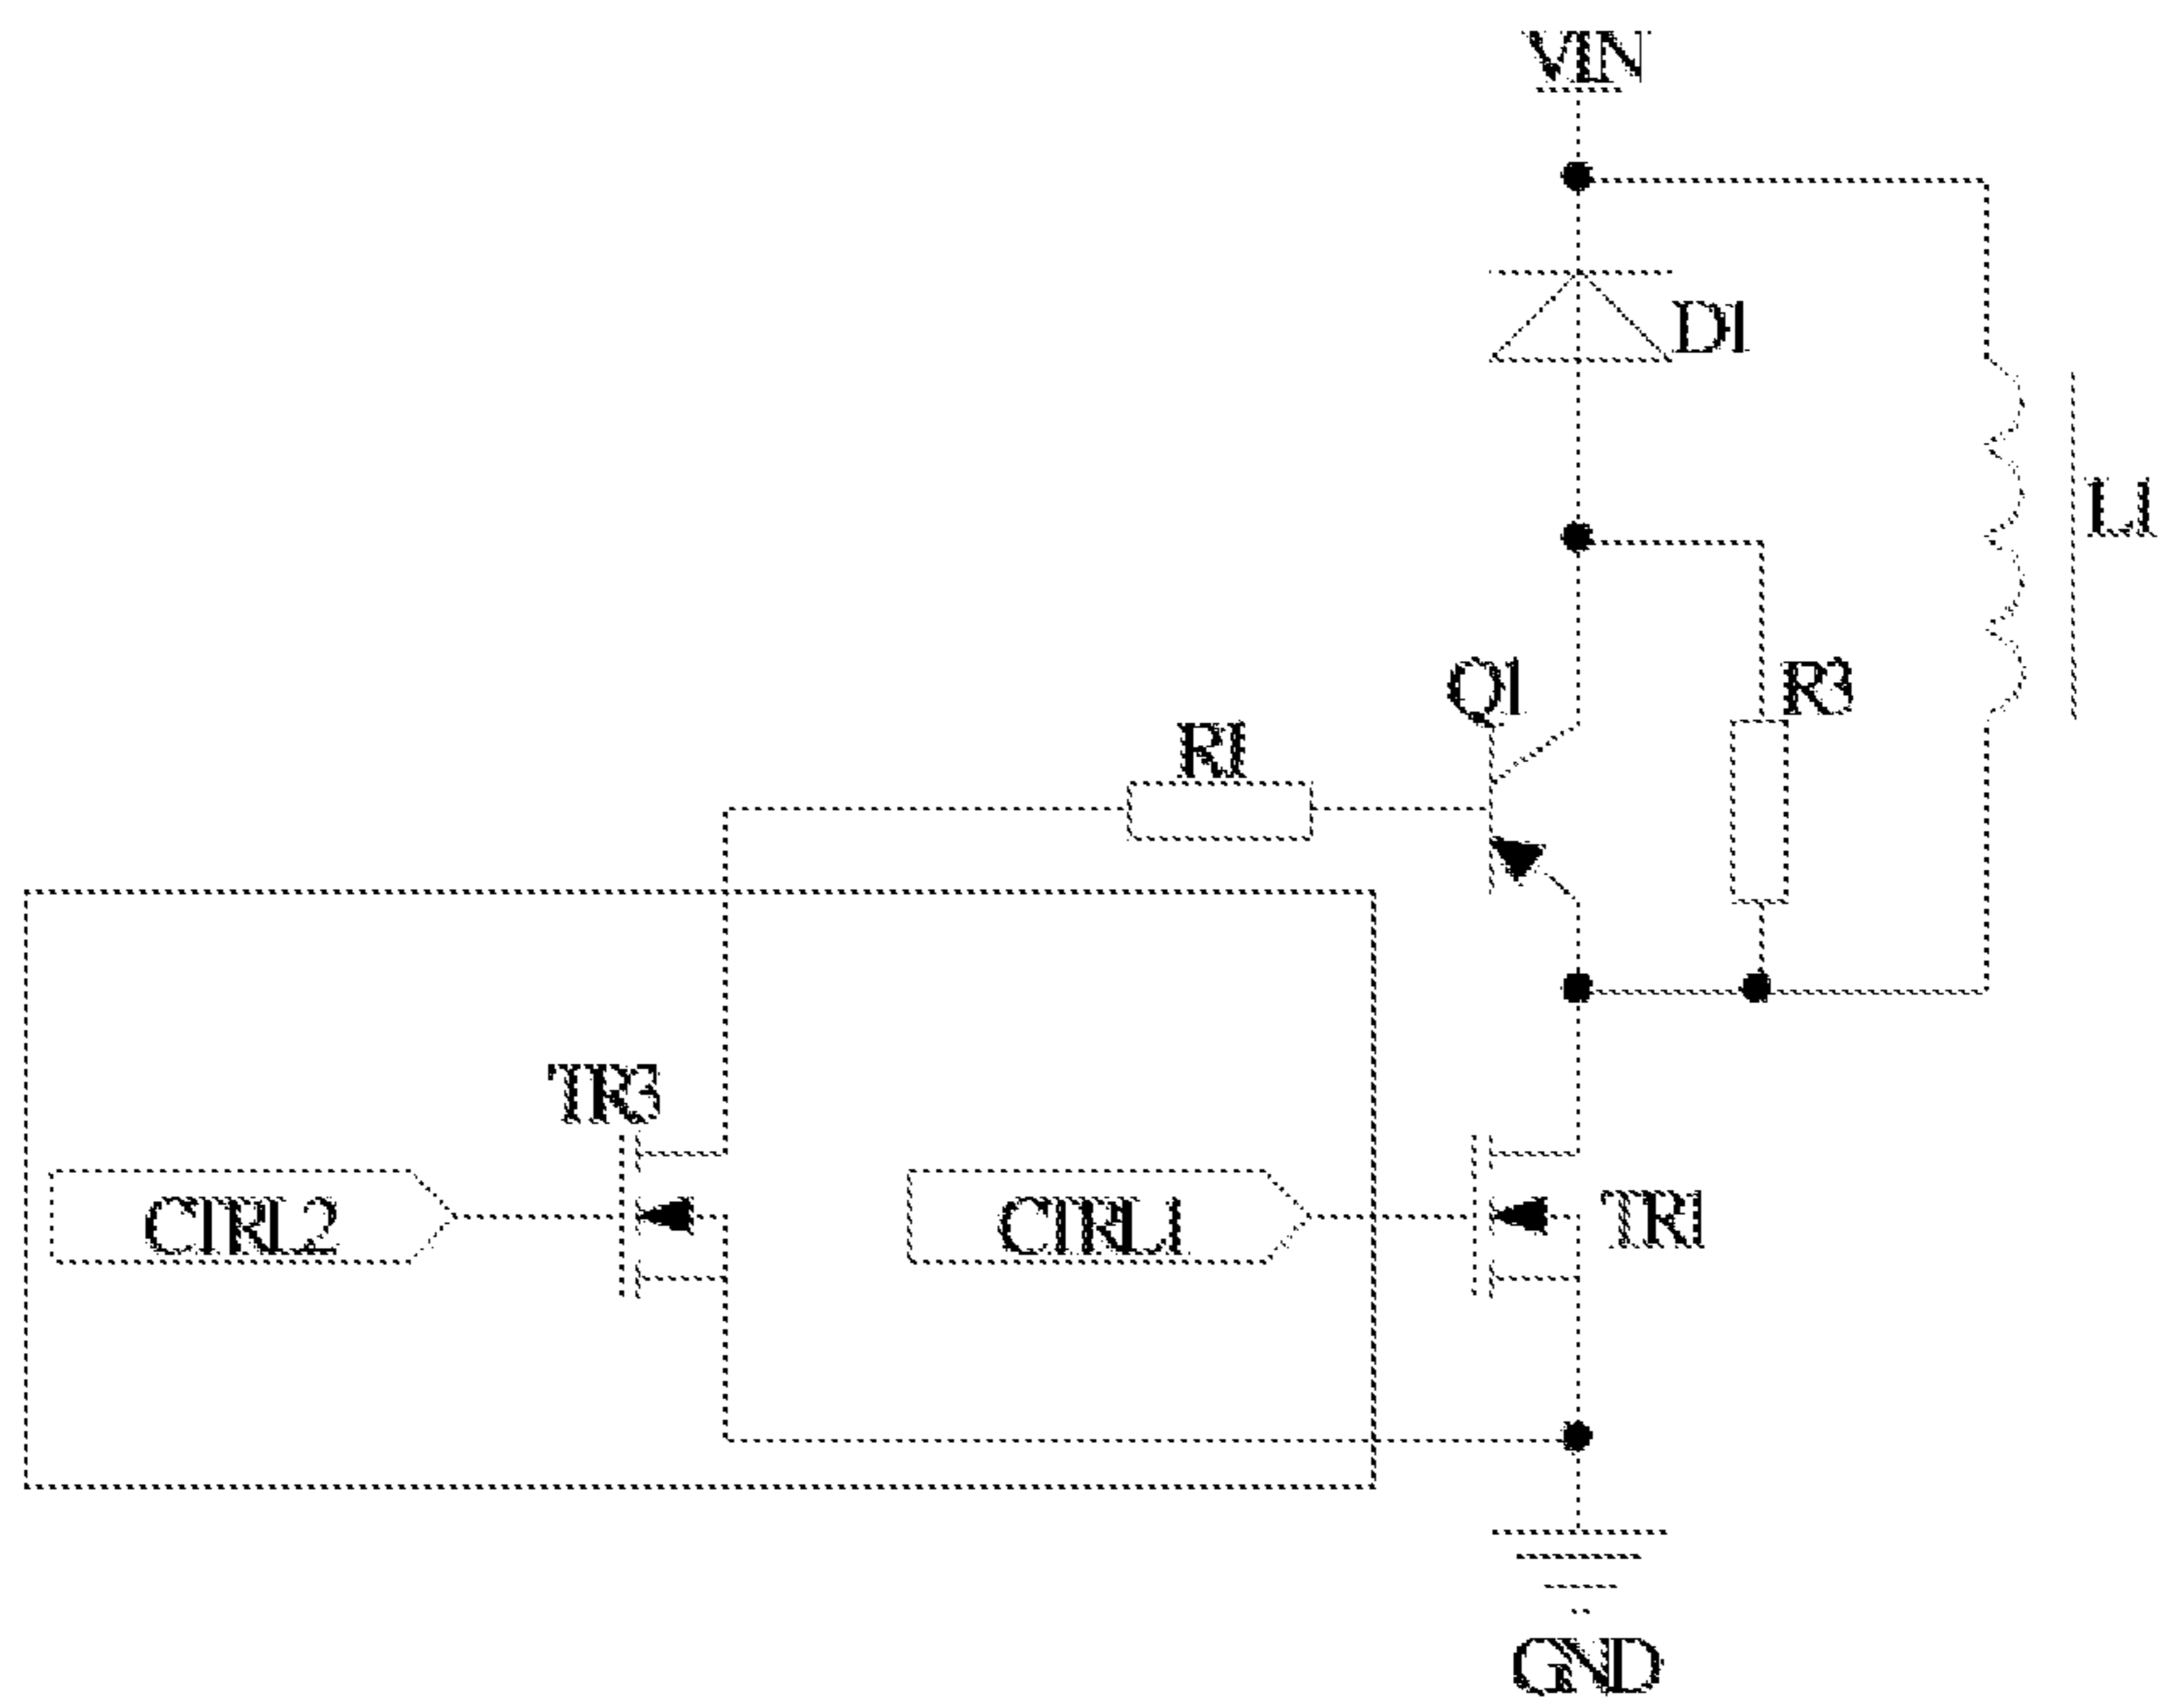 VIN
D1
L1
Q1
R3
R1
TR3
CTRL2
CTRL1
TR1
GND